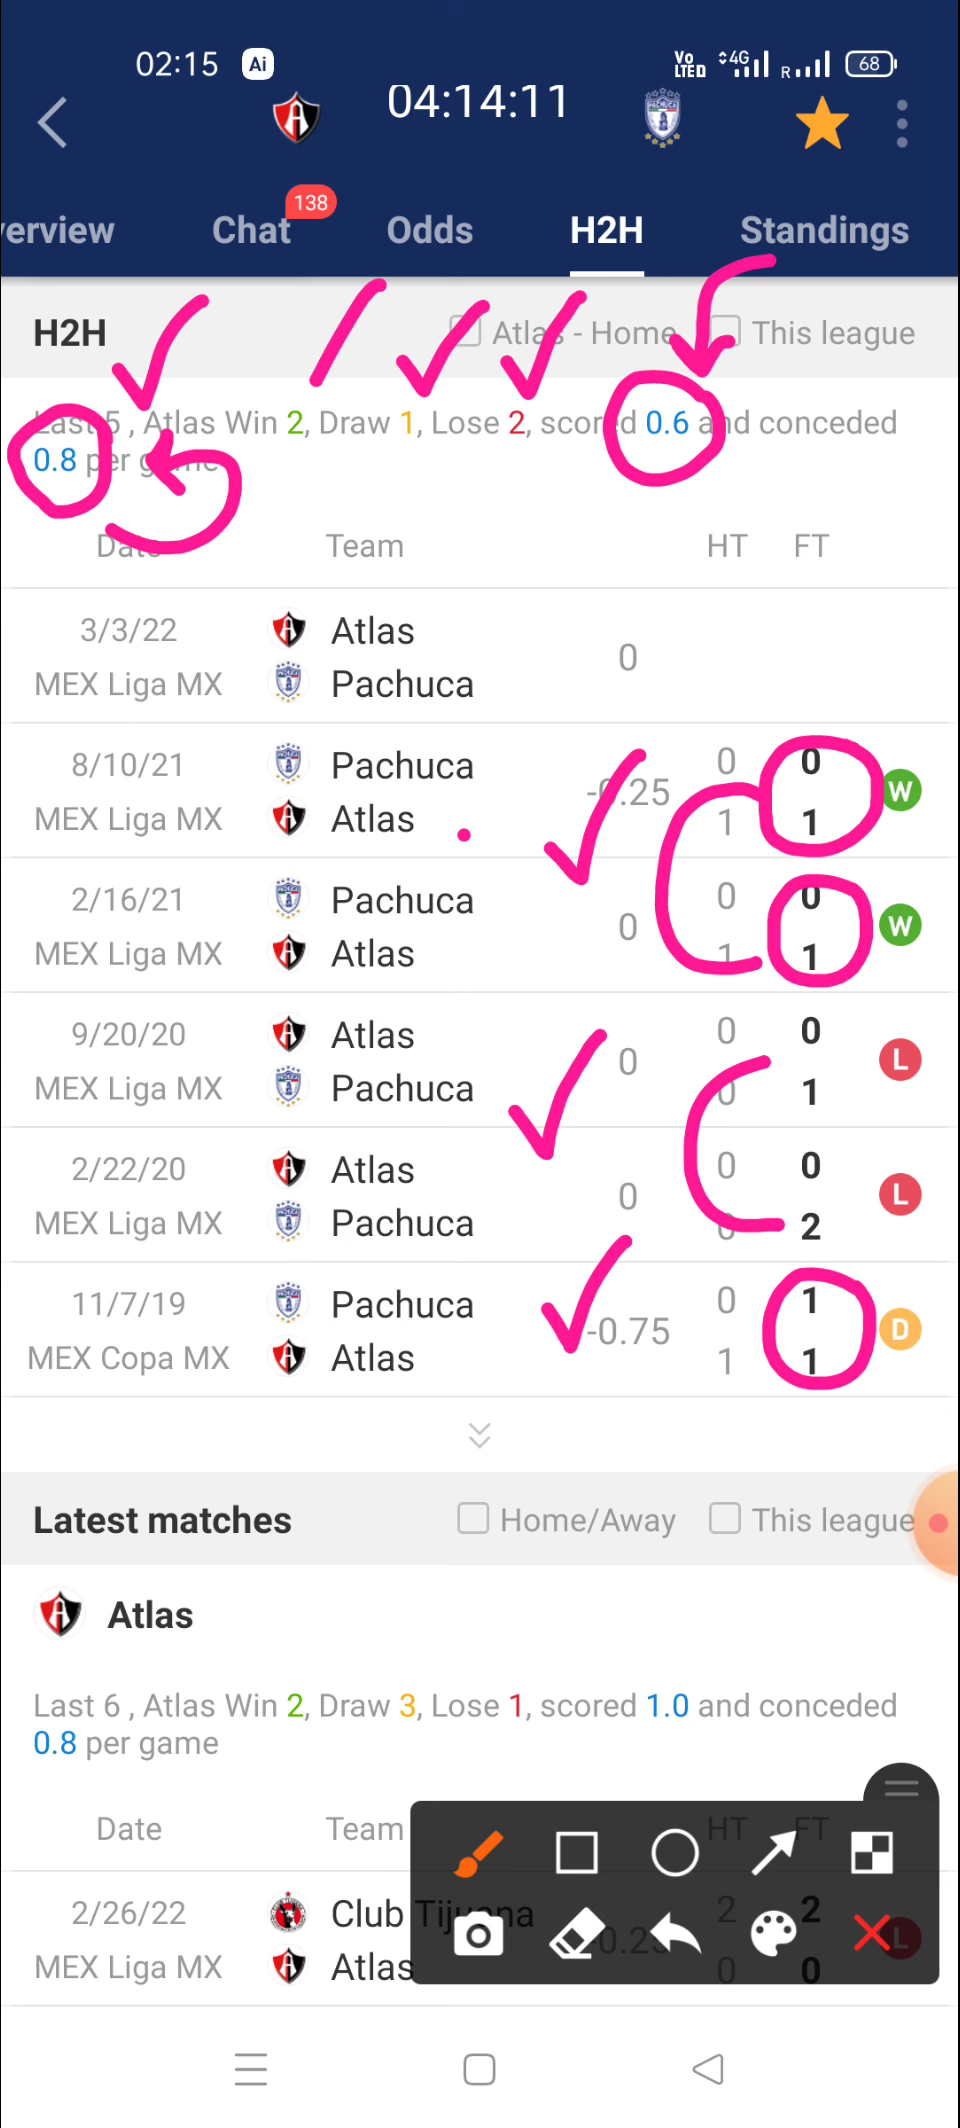 02:15 Ai Vo LTED 4G R 68
04:14:11
verview Chat 138 Odds H2H Standings
H2H Atlas - Home This league
Last 5 , Atlas Win 2, Draw 1, Lose 2, scored 0.6 and conceded
0.8 per game
Date Team HT FT
3/3/22 Atlas
0
MEX Liga MX Pachuca
8/10/21 Pachuca 0 0
-0.25 W
MEX Liga MX Atlas 1 1
2/16/21 Pachuca 0 0
0 W
MEX Liga MX Atlas 1 1
9/20/20 Atlas 0 0
0 L
MEX Liga MX Pachuca 0 1
2/22/20 Atlas 0 0
0 L
MEX Liga MX Pachuca 0 2
11/7/19 Pachuca 0 1
-0.75 D
MEX Copa MX Atlas 1 1
Latest matches Home/Away This league
Atlas
Last 6 , Atlas Win 2, Draw 3, Lose 1, scored 1.0 and conceded
0.8 per game
Date Team HT FT
2/26/22 Club Tijuana 2 2
L
MEX Liga MX Atlas 0 0